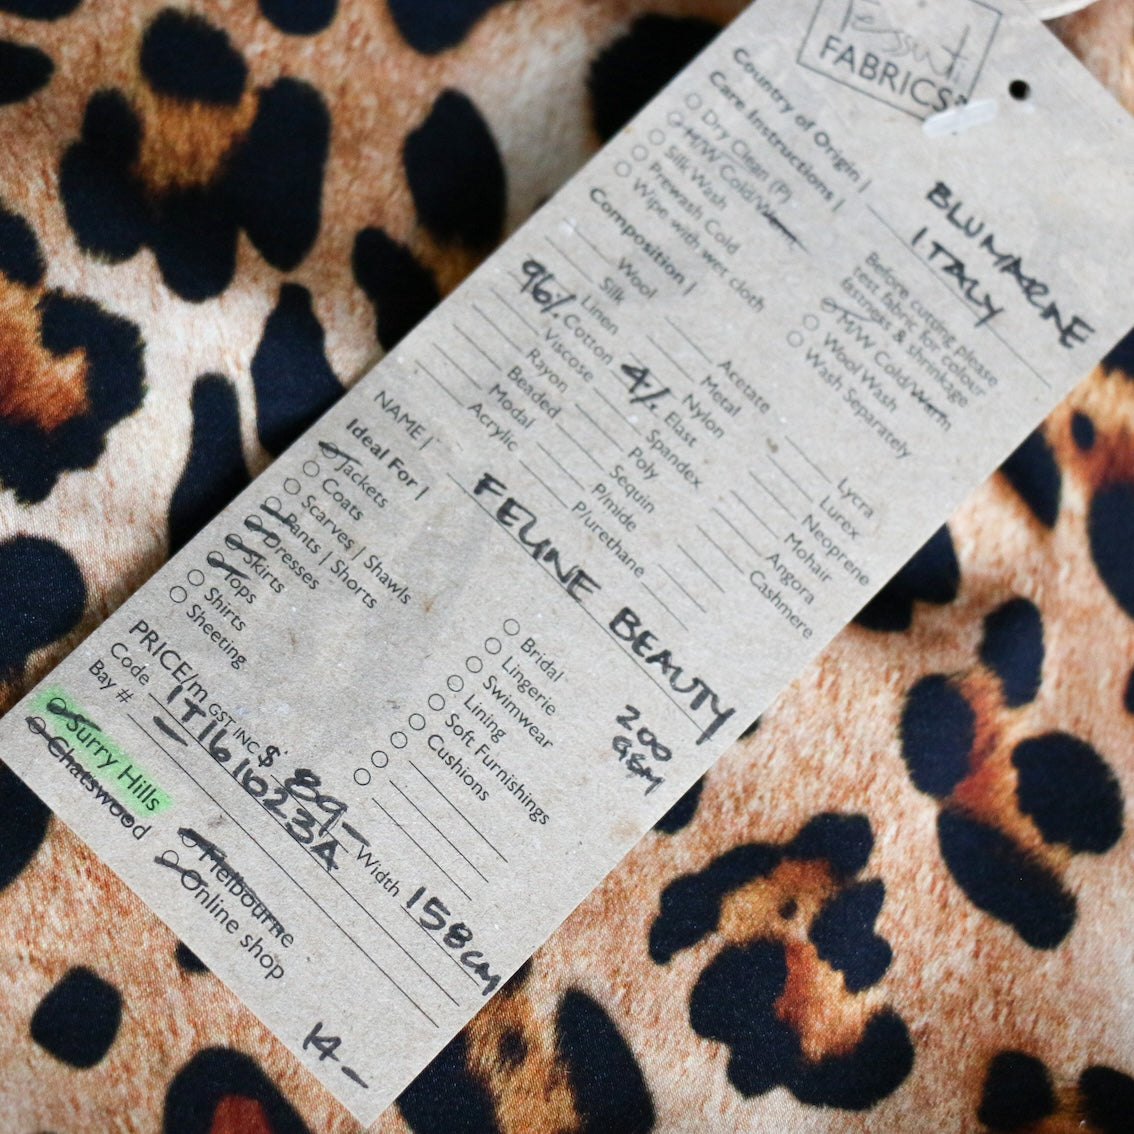 Tessuti
FABRICS
Country of Origin | BLUMARINE
ITALY
Care Instructions |
Dry Clean (P)
M/W Cold/Warm
Silk Wash
Prewash Cold
Wipe with wet cloth
Before cutting please
test fabric for colour
fastness & shrinkage
M/W Cold/Warm
Wool Wash
Wash Separately
Composition |
Wool
Silk
Linen
96% Cotton
Viscose
Rayon
Beaded
Modal
Acrylic
Acetate
Metal
Nylon
4% Elast
Spandex
Poly
Sequin
P/mide
P/urethane
Lycra
Lurex
Neoprene
Mohair
Angora
Cashmere
NAME | FELINE BEAUTY
Ideal For |
Jackets
Coats
Scarves | Shawls
Pants | Shorts
Dresses
Skirts
Tops
Shirts
Sheeting
Bridal
Lingerie
Swimwear
Lining
Soft Furnishings
Cushions
200
GSM
PRICE/m GST INC $ 89- Width 158cm
Code IT161023A
Bay #
Surry Hills
Chatswood
Melbourne
Online shop
14-